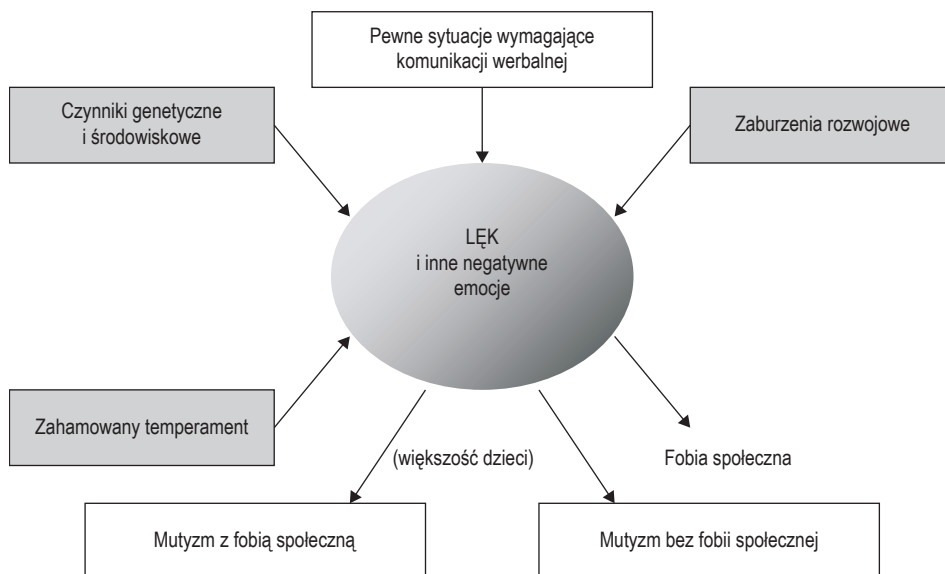 Pewne sytuacje wymagające
komunikacji werbalnej
Czynniki genetyczne
i środowiskowe
Zaburzenia rozwojowe
LĘK
i inne negatywne
emocje
Zahamowany temperament
(większość dzieci)
Fobia społeczna
Mutyzm z fobią społeczną
Mutyzm bez fobii społecznej